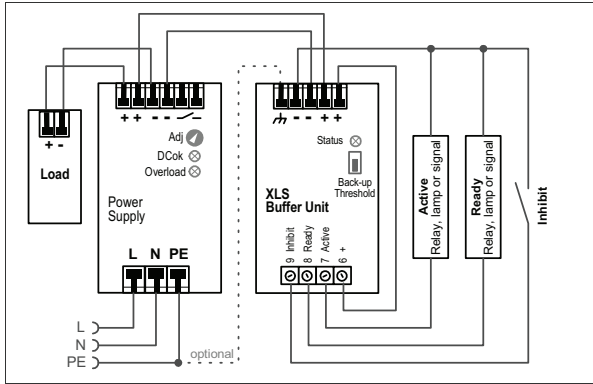 + + - -
- - + +
Adj
DCok
Overload
Status
Back-up
Threshold
+ -
Load
Power
Supply
XLS
Buffer Unit
Active
Relay, lamp or signal
Ready
Relay, lamp or signal
Inhibit
9 Inhibit
8 Ready
7 Active
6 +
L N PE
L
N
PE
optional